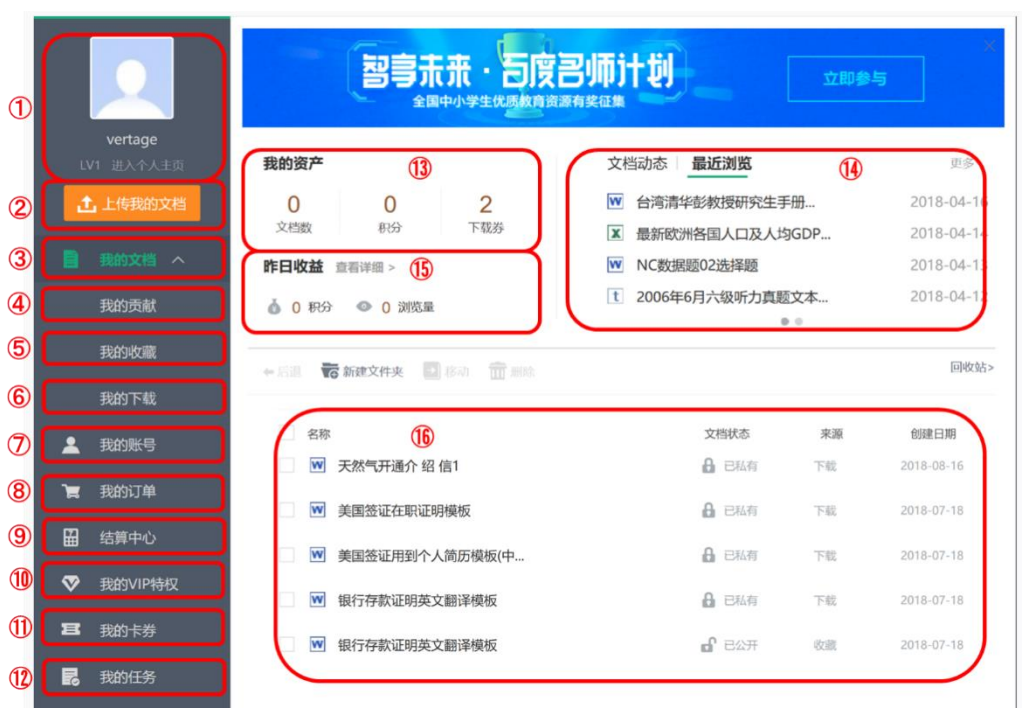 ①
vertage
LV1 进入个人主页
② 上传我的文档
③ 我的文档
④ 我的贡献
⑤ 我的收藏
⑥ 我的下载
⑦ 我的账号
⑧ 我的订单
⑨ 结算中心
⑩ 我的VIP特权
⑪ 我的卡券
⑫ 我的任务
智享未来·百度名师计划
全国中小学生优质教育资源有奖征集
立即参与
我的资产 ⑬
0 0 2
文档数 积分 下载券
昨日收益 查看详细 > ⑮
0 积分 0 浏览量
文档动态 最近浏览 ⑭ 更多
W 台湾清华彭教授研究生手册... 2018-04-16
X 最新欧洲各国人口及人均GDP... 2018-04-14
W NC数据题02选择题 2018-04-13
t 2006年6月六级听力真题文本... 2018-04-12
后退 新建文件夹 移动 删除 回收站>
名称 ⑯ 文档状态 来源 创建日期
W 天然气开通介 绍 信1 已私有 下载 2018-08-16
W 美国签证在职证明模板 已私有 下载 2018-07-18
W 美国签证用到个人简历模板(中... 已私有 下载 2018-07-18
W 银行存款证明英文翻译模板 已私有 下载 2018-07-18
W 银行存款证明英文翻译模板 已公开 收藏 2018-07-18